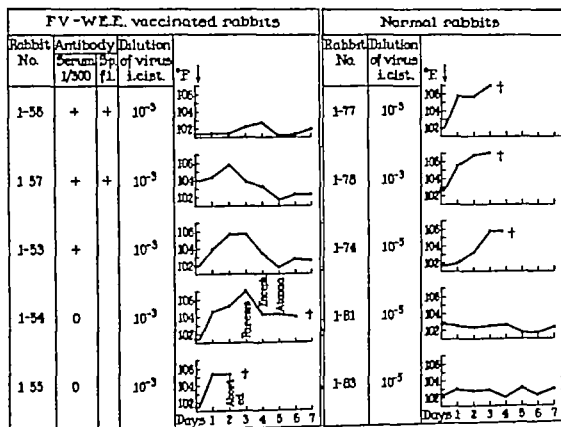 FV-W.E.E. vaccinated rabbits
Normal rabbits
Rabbit No. Antibody Serum 1/300 Sp. fl. Dilution of virus i.cist. °F.
Rabbit No. Dilution of virus i.cist. °F.
1-58 + + 10⁻³ 106 104 102
1-77 10⁻³ 106 104 102 †
1 57 + + 10⁻³ 106 104 102
1-78 10⁻³ 106 104 102 †
1-53 + 10⁻³ 106 104 102
1-74 10⁻⁵ 106 104 102 †
1-54 0 10⁻³ 106 104 102 Paresis Incoph Ataxia †
1-81 10⁻⁵ 106 104 102
1 55 0 10⁻³ 106 104 102 Aborted †
1-83 10⁻⁵ 106 104 102
Days 1 2 3 4 5 6 7
Days 1 2 3 4 5 6 7